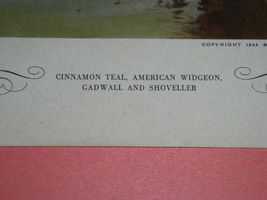 COPYRIGHT 1944
CINNAMON TEAL, AMERICAN WIDGEON,
GADWALL AND SHOVELLER